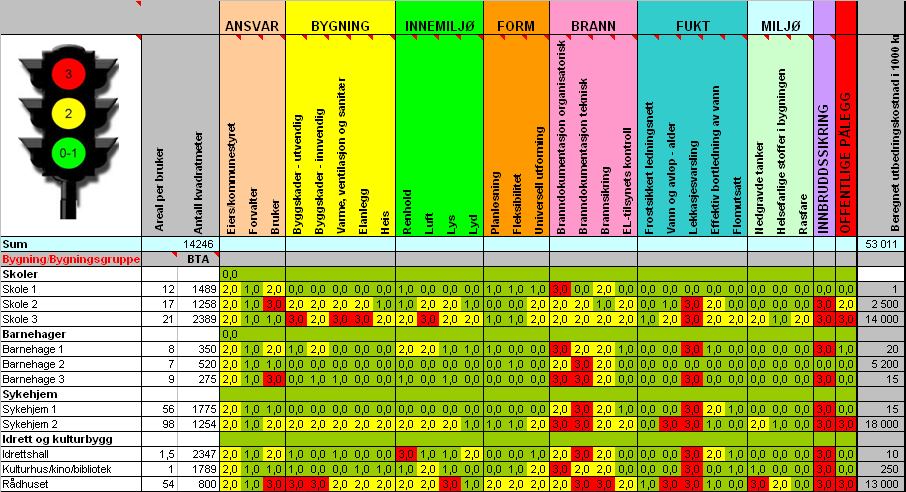 ANSVAR BYGNING INNEMILJØ FORM BRANN FUKT MILJØ
3
2
0-1
Areal per bruker
Antall kvadratmeter
Eiers:kommunestyret
Forvalter
Bruker
Byggskader - utvendig
Byggskader - innvendig
Varme, ventilasjon og sanitær
Elanlegg
Heis
Renhold
Luft
Lys
Lyd
Planløsning
Fleksibilitet
Universell utforming
Branndokumentasjon organisatorisk
Branndokumentasjon teknisk
Brannsikring
EL-tilsynets kontroll
Frostsikkert ledningsnett
Vann og avløp - alder
Lekkasjesvarsling
Effektiv bortledning av vann
Flomutsatt
Nedgravde tanker
Helsefarlige stoffer i bygningen
Rasfare
INNBRUDDSSIKRING
OFFENTLIGE PÅLEGG
Beregnet utbedringskostnad i 1000 kr
Sum 14246 53 011
Bygning/Bygningsgruppe BTA
Skoler 0,0
Skole 1 12 1489 2,0 1,0 2,0 0,0 0,0 0,0 0,0 0,0 1,0 1,0 0,0 0,0 1,0 1,0 1,0 3,0 0,0 2,0 0,0 0,0 0,0 0,0 0,0 0,0 0,0 0,0 0,0 0,0 0,0 1
Skole 2 17 1258 2,0 1,0 3,0 2,0 2,0 2,0 2,0 1,0 1,0 2,0 2,0 1,0 0,0 0,0 2,0 2,0 2,0 2,0 2,0 0,0 1,0 3,0 2,0 0,0 0,0 0,0 0,0 3,0 2,0 2 500
Skole 3 21 2389 2,0 1,0 1,0 3,0 2,0 3,0 3,0 2,0 2,0 3,0 2,0 2,0 1,0 1,0 2,0 2,0 2,0 2,0 2,0 1,0 2,0 3,0 2,0 2,0 2,0 1,0 2,0 3,0 3,0 14 000
Barnehager 0,0
Barnehage 1 8 350 2,0 1,0 2,0 1,0 2,0 0,0 0,0 0,0 2,0 2,0 1,0 1,0 0,0 0,0 1,0 3,0 2,0 2,0 1,0 0,0 0,0 3,0 1,0 0,0 0,0 0,0 0,0 3,0 1,0 20
Barnehage 2 7 520 2,0 1,0 1,0 0,0 0,0 0,0 0,0 0,0 1,0 0,0 0,0 0,0 0,0 0,0 0,0 2,0 3,0 2,0 0,0 0,0 0,0 0,0 0,0 0,0 0,0 0,0 0,0 0,0 0,0 5 200
Barnehage 3 9 275 2,0 1,0 3,0 0,0 1,0 0,0 0,0 0,0 1,0 0,0 1,0 1,0 0,0 0,0 0,0 3,0 3,0 2,0 1,0 0,0 0,0 3,0 0,0 0,0 0,0 0,0 0,0 3,0 0,0 15
Sykehjem
Sykehjem 1 56 1775 2,0 1,0 1,0 0,0 0,0 0,0 0,0 0,0 0,0 0,0 0,0 0,0 0,0 0,0 0,0 2,0 3,0 2,0 1,0 0,0 0,0 3,0 2,0 1,0 0,0 0,0 0,0 3,0 0,0 15
Sykehjem 2 98 1254 2,0 1,0 1,0 2,0 2,0 2,0 2,0 2,0 2,0 2,0 2,0 2,0 2,0 2,0 2,0 2,0 3,0 2,0 0,0 3,0 3,0 3,0 1,0 0,0 2,0 1,0 0,0 3,0 2,0 18 000
Idrett og kulturbygg
Idrettshall 1,5 2347 2,0 1,0 2,0 1,0 1,0 1,0 1,0 1,0 3,0 1,0 1,0 2,0 0,0 0,0 2,0 3,0 3,0 2,0 0,0 0,0 0,0 3,0 2,0 1,0 0,0 0,0 0,0 3,0 0,0 10
Kulturhus/kino/bibliotek 1 1789 2,0 1,0 1,0 0,0 0,0 0,0 0,0 1,0 1,0 2,0 0,0 0,0 1,0 1,0 2,0 1,0 1,0 2,0 1,0 0,0 0,0 3,0 0,0 0,0 0,0 0,0 0,0 3,0 0,0 250
Rådhuset 54 800 2,0 1,0 3,0 3,0 3,0 2,0 2,0 2,0 2,0 2,0 3,0 1,0 2,0 2,0 2,0 3,0 3,0 2,0 2,0 1,0 2,0 3,0 2,0 0,0 3,0 2,0 0,0 3,0 2,0 13 000